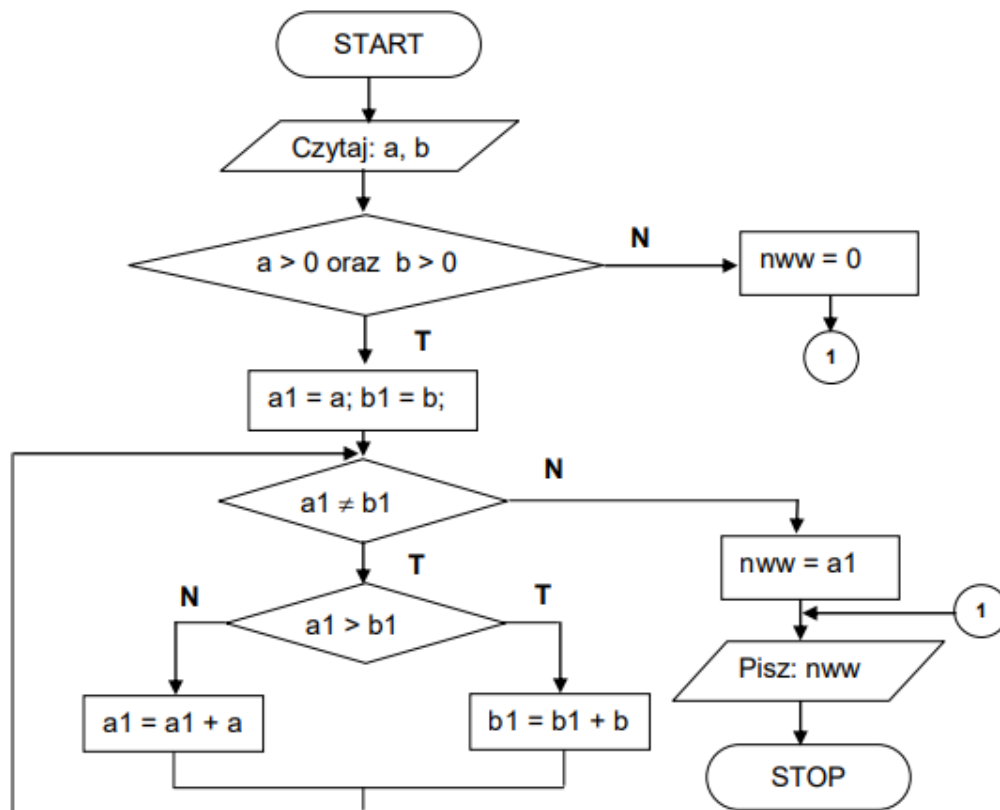 START
Czytaj: a, b
a > 0 oraz b > 0
N
nww = 0
1
T
a1 = a; b1 = b;
a1 ≠ b1
N
T
nww = a1
N
a1 > b1
T
1
Pisz: nww
a1 = a1 + a
b1 = b1 + b
STOP